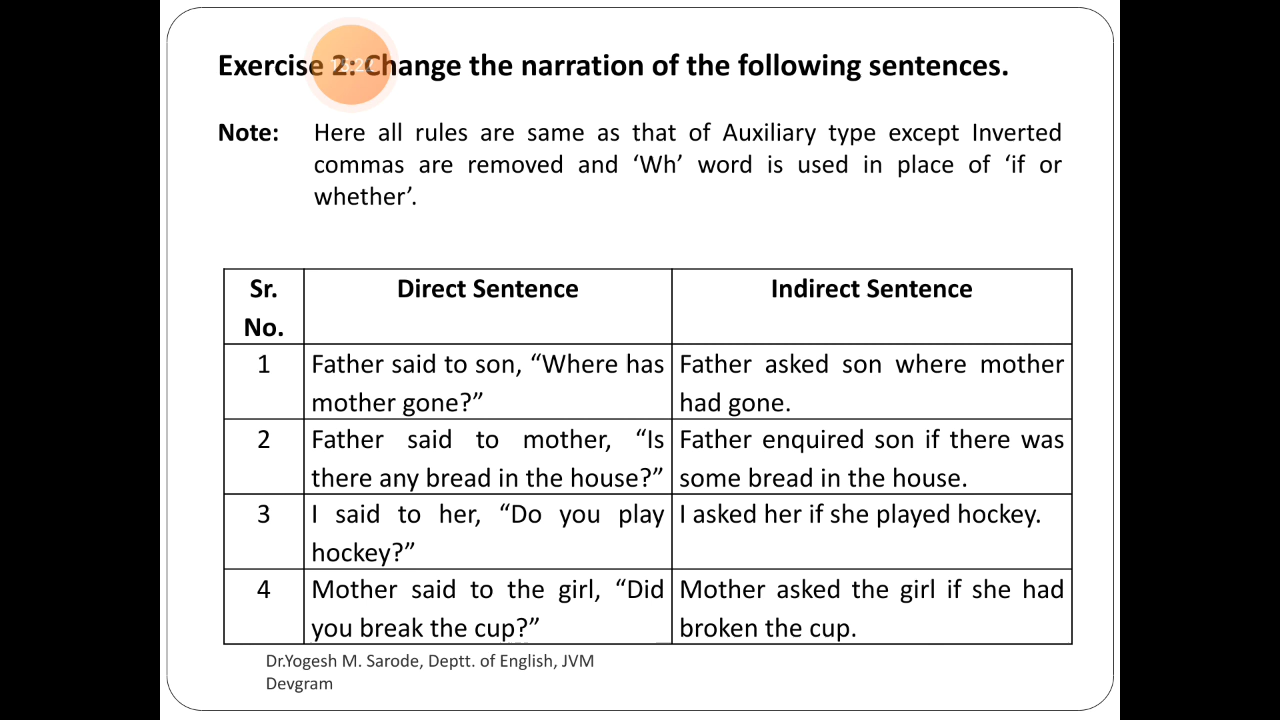 Exercise 2: Change the narration of the following sentences.
Note: Here all rules are same as that of Auxiliary type except Inverted
commas are removed and ‘Wh’ word is used in place of ‘if or
whether’.
Sr. No. Direct Sentence Indirect Sentence
1 Father said to son, “Where has mother gone?” Father asked son where mother had gone.
2 Father said to mother, “Is there any bread in the house?” Father enquired son if there was some bread in the house.
3 I said to her, “Do you play hockey?” I asked her if she played hockey.
4 Mother said to the girl, “Did you break the cup?” Mother asked the girl if she had broken the cup.
Dr.Yogesh M. Sarode, Deptt. of English, JVM
Devgram